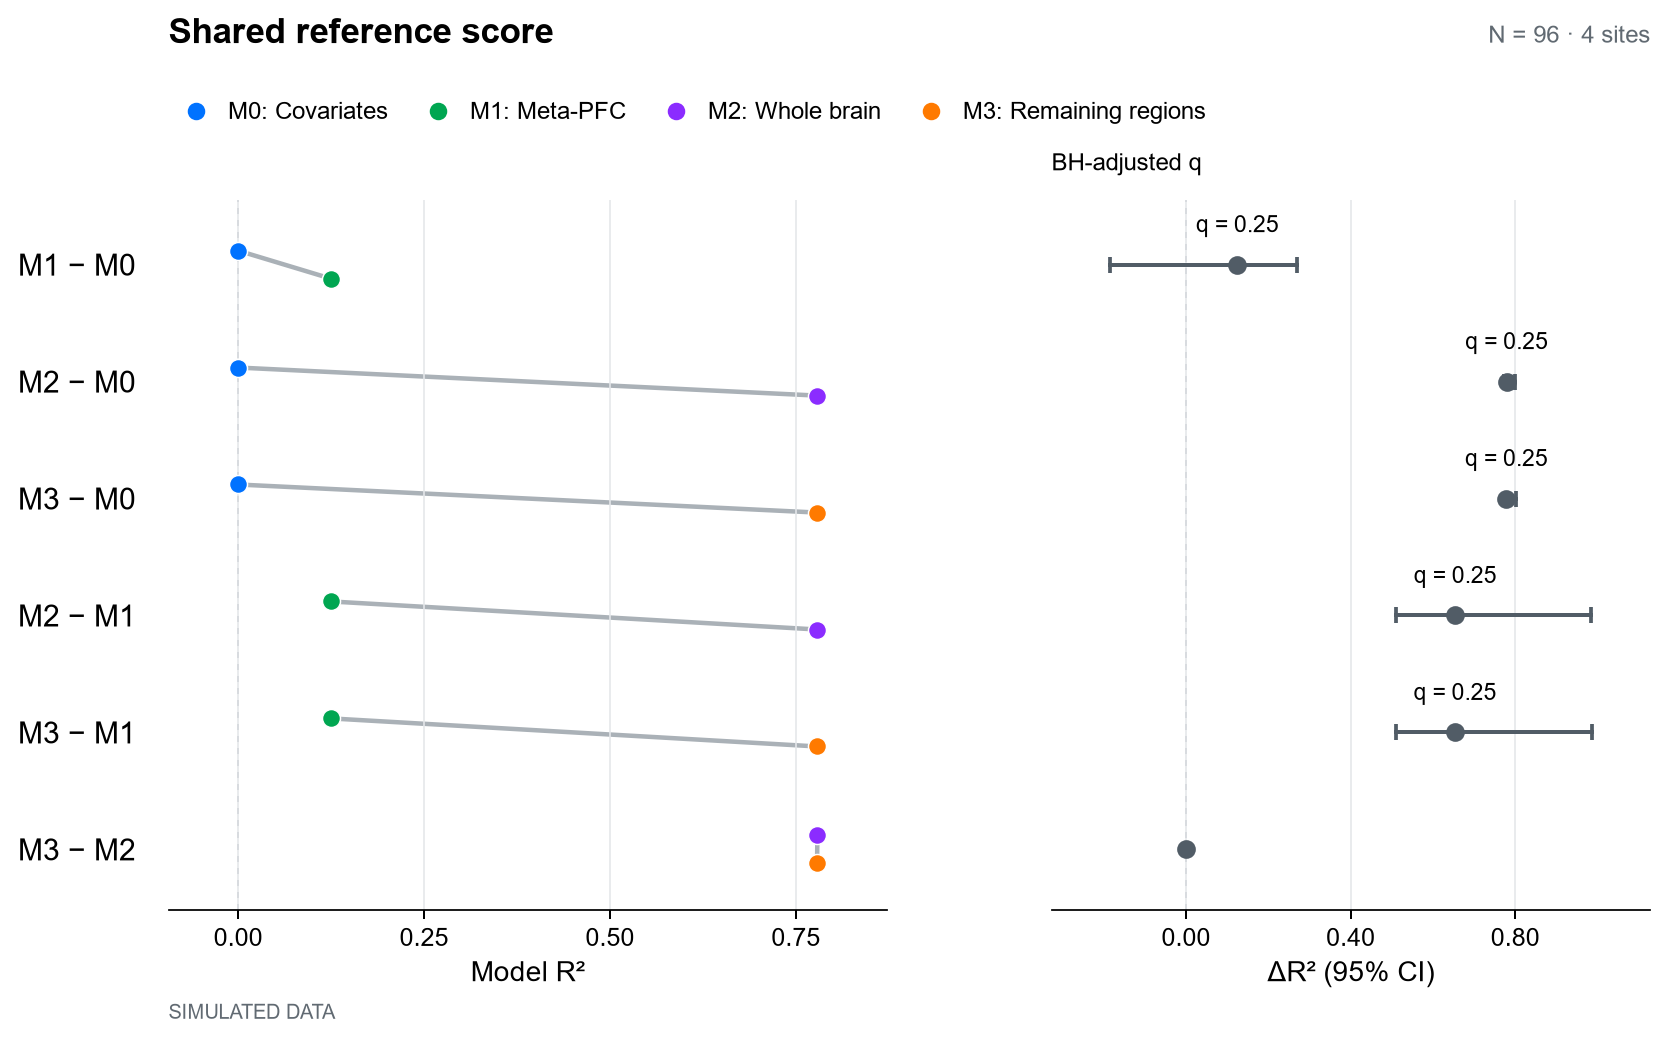 Shared reference score
N = 96 · 4 sites
M0: Covariates
M1: Meta-PFC
M2: Whole brain
M3: Remaining regions
BH-adjusted q
M1 − M0
q = 0.25
M2 − M0
q = 0.25
M3 − M0
q = 0.25
M2 − M1
q = 0.25
M3 − M1
q = 0.25
M3 − M2
0.00 0.25 0.50 0.75
Model R²
0.00 0.40 0.80
ΔR² (95% CI)
SIMULATED DATA